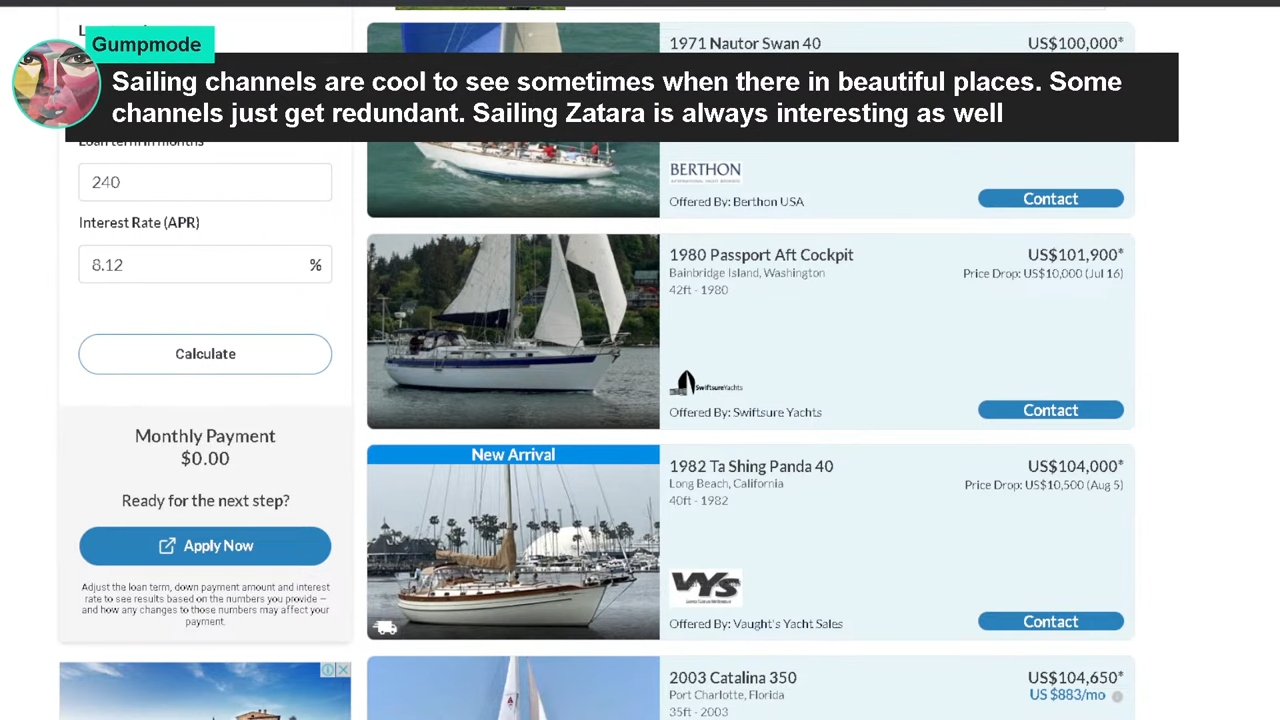 Gumpmode
Sailing channels are cool to see sometimes when there in beautiful places. Some
channels just get redundant. Sailing Zatara is always interesting as well
240
Interest Rate (APR)
8.12 %
Calculate
Monthly Payment
$0.00
Ready for the next step?
Apply Now
Adjust the loan term, down payment amount and interest
rate to see results based on the numbers you provide –
and how any changes to those numbers may affect your
payment.
1971 Nautor Swan 40
US$100,000*
BERTHON
Offered By: Berthon USA
Contact
1980 Passport Aft Cockpit
US$101,900*
Bainbridge Island, Washington
Price Drop: US$10,000 (Jul 16)
42ft - 1980
SwiftsureYachts
Offered By: Swiftsure Yachts
Contact
New Arrival
1982 Ta Shing Panda 40
US$104,000*
Long Beach, California
Price Drop: US$10,500 (Aug 5)
40ft - 1982
VYS
Offered By: Vaught's Yacht Sales
Contact
2003 Catalina 350
US$104,650*
Port Charlotte, Florida
US $883/mo
35ft - 2003